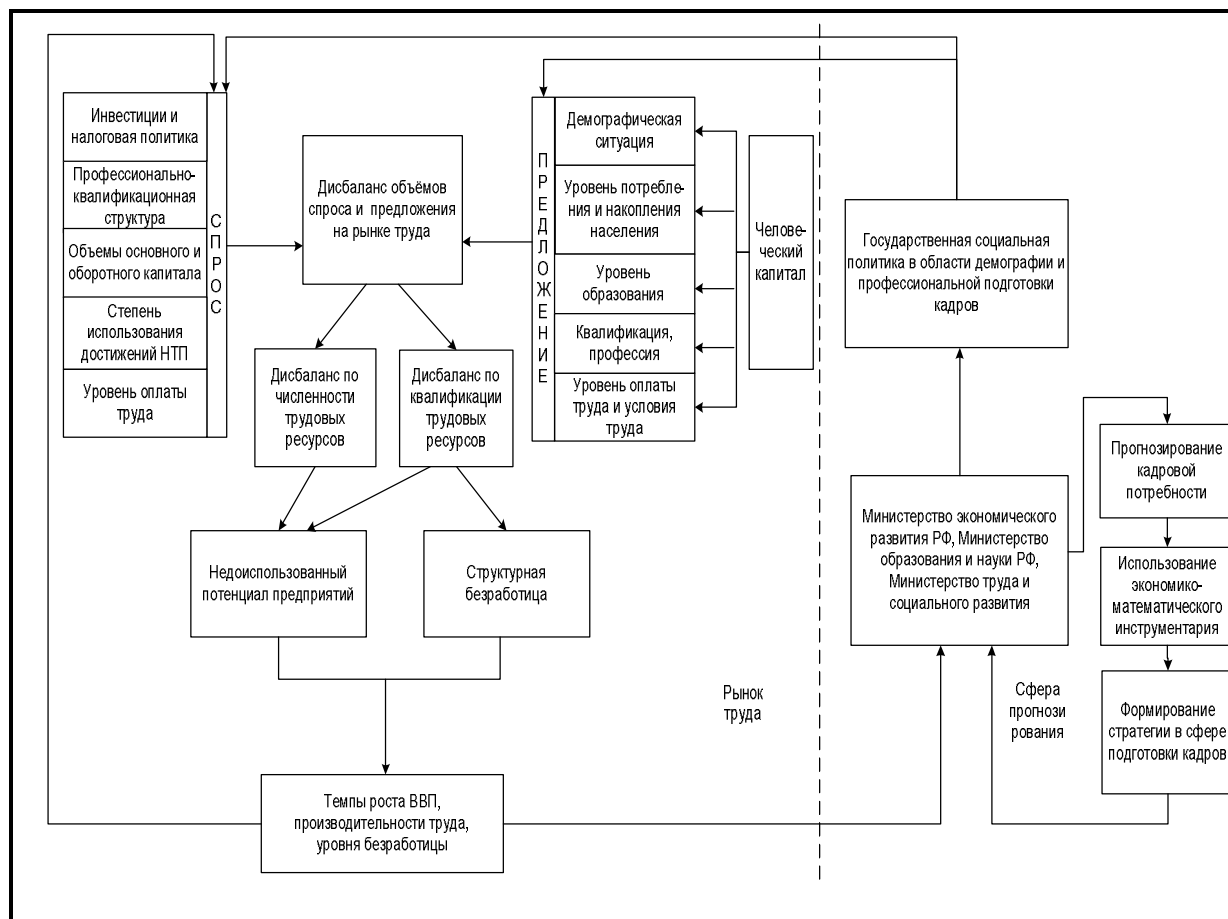 Инвестиции и
налоговая политика
Профессионально-
квалификационная
структура
Объемы основного и
оборотного капитала
Степень
использования
достижений НТП
Уровень оплаты
труда
СПРОС
Дисбаланс объёмов
спроса и предложения
на рынке труда
Дисбаланс по
численности
трудовых
ресурсов
Дисбаланс по
квалификации
трудовых
ресурсов
Недоиспользованный
потенциал предприятий
Структурная
безработица
Темпы роста ВВП,
производительности труда,
уровня безработицы
ПРЕДЛОЖЕНИЕ
Демографическая
ситуация
Уровень потребле-
ния и накопления
населения
Уровень
образования
Квалификация,
профессия
Уровень оплаты
труда и условия
труда
Челове-
ческий
капитал
Рынок
труда
Государственная социальная
политика в области демографии и
профессиональной подготовки
кадров
Министерство экономического
развития РФ, Министерство
образования и науки РФ,
Министерство труда и
социального развития
Сфера
прогнози
рования
Прогнозирование
кадровой
потребности
Использование
экономико-
математического
инструментария
Формирование
стратегии в сфере
подготовки кадров